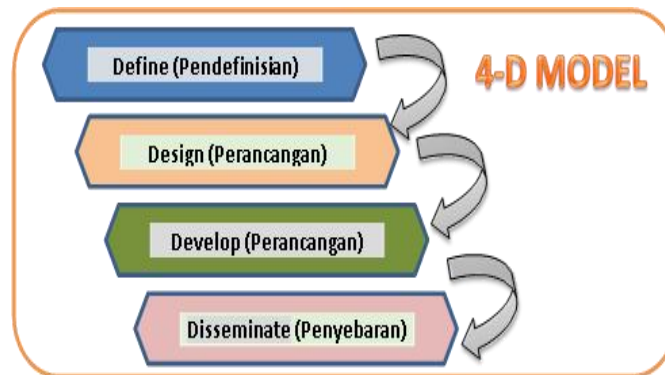 Define (Pendefinisian)
4-D MODEL
Design (Perancangan)
Develop (Perancangan)
Disseminate (Penyebaran)